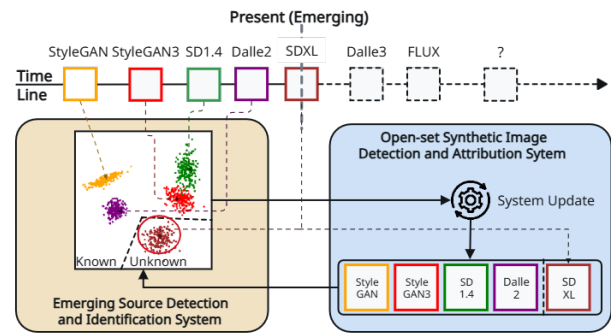 Present (Emerging)
StyleGAN StyleGAN3 SD1.4 Dalle2 SDXL Dalle3 FLUX ?
Time
Line
Known Unknown
Emerging Source Detection
and Identification System
Open-set Synthetic Image
Detection and Attribution Sytem
System Update
Style
GAN
Style
GAN3
SD
1.4
Dalle
2
SD
XL